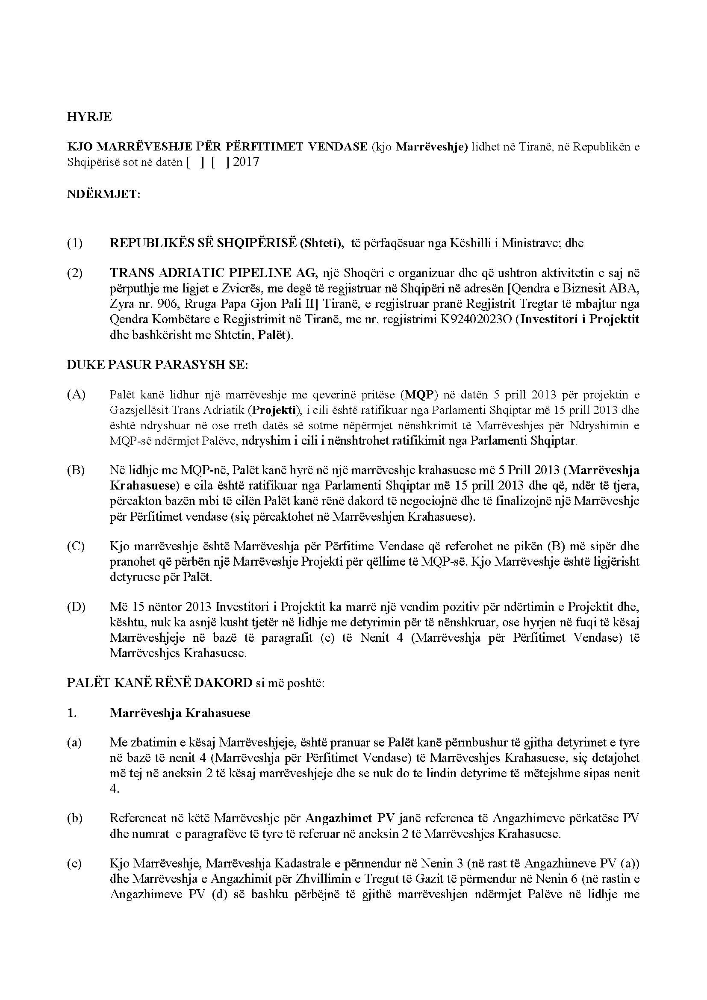 HYRJE
KJO MARRËVESHJE PËR PËRFITIMET VENDASE (kjo Marrëveshje) lidhet në Tiranë, në Republikën e
Shqipërisë sot në datën [   ]  [   ] 2017
NDËRMJET:
(1) REPUBLIKËS SË SHQIPËRISË (Shteti),  të përfaqësuar nga Këshilli i Ministrave; dhe
(2) TRANS ADRIATIC PIPELINE AG, një Shoqëri e organizuar dhe që ushtron aktivitetin e saj në
përputhje me ligjet e Zvicrës, me degë të regjistruar në Shqipëri në adresën [Qendra e Biznesit ABA,
Zyra nr. 906, Rruga Papa Gjon Pali II] Tiranë, e regjistruar pranë Regjistrit Tregtar të mbajtur nga
Qendra Kombëtare e Regjistrimit në Tiranë, me nr. regjistrimi K92402023O (Investitori i Projektit
dhe bashkërisht me Shtetin, Palët).
DUKE PASUR PARASYSH SE:
(A) Palët kanë lidhur një marrëveshje me qeverinë pritëse (MQP) në datën 5 prill 2013 për projektin e
Gazsjellësit Trans Adriatik (Projekti), i cili është ratifikuar nga Parlamenti Shqiptar më 15 prill 2013 dhe
është ndryshuar në ose rreth datës së sotme nëpërmjet nënshkrimit të Marrëveshjes për Ndryshimin e
MQP-së ndërmjet Palëve, ndryshim i cili i nënshtrohet ratifikimit nga Parlamenti Shqiptar.
(B) Në lidhje me MQP-në, Palët kanë hyrë në një marrëveshje krahasuese më 5 Prill 2013 (Marrëveshja
Krahasuese) e cila është ratifikuar nga Parlamenti Shqiptar më 15 prill 2013 dhe që, ndër të tjera,
përcakton bazën mbi të cilën Palët kanë rënë dakord të negociojnë dhe të finalizojnë një Marrëveshje
për Përfitimet vendase (siç përcaktohet në Marrëveshjen Krahasuese).
(C) Kjo marrëveshje është Marrëveshja për Përfitime Vendase që referohet ne pikën (B) më sipër dhe
pranohet që përbën një Marrëveshje Projekti për qëllime të MQP-së. Kjo Marrëveshje është ligjërisht
detyruese për Palët.
(D) Më 15 nëntor 2013 Investitori i Projektit ka marrë një vendim pozitiv për ndërtimin e Projektit dhe,
kështu, nuk ka asnjë kusht tjetër në lidhje me detyrimin për të nënshkruar, ose hyrjen në fuqi të kësaj
Marrëveshjeje në bazë të paragrafit (c) të Nenit 4 (Marrëveshja për Përfitimet Vendase) të
Marrëveshjes Krahasuese.
PALËT KANË RËNË DAKORD si më poshtë:
1. Marrëveshja Krahasuese
(a) Me zbatimin e kësaj Marrëveshjeje, është pranuar se Palët kanë përmbushur të gjitha detyrimet e tyre
në bazë të nenit 4 (Marrëveshja për Përfitimet Vendase) të Marrëveshjes Krahasuese, siç detajohet
më tej në aneksin 2 të kësaj marrëveshjeje dhe se nuk do te lindin detyrime të mëtejshme sipas nenit
4.
(b) Referencat në këtë Marrëveshje për Angazhimet PV janë referenca të Angazhimeve përkatëse PV
dhe numrat  e paragrafëve të tyre të referuar në aneksin 2 të Marrëveshjes Krahasuese.
(c) Kjo Marrëveshje, Marrëveshja Kadastrale e përmendur në Nenin 3 (në rast të Angazhimeve PV (a))
dhe Marrëveshja e Angazhimit për Zhvillimin e Tregut të Gazit të përmendur në Nenin 6 (në rastin e
Angazhimeve PV (d) së bashku përbëjnë të gjithë marrëveshjen ndërmjet Palëve në lidhje me